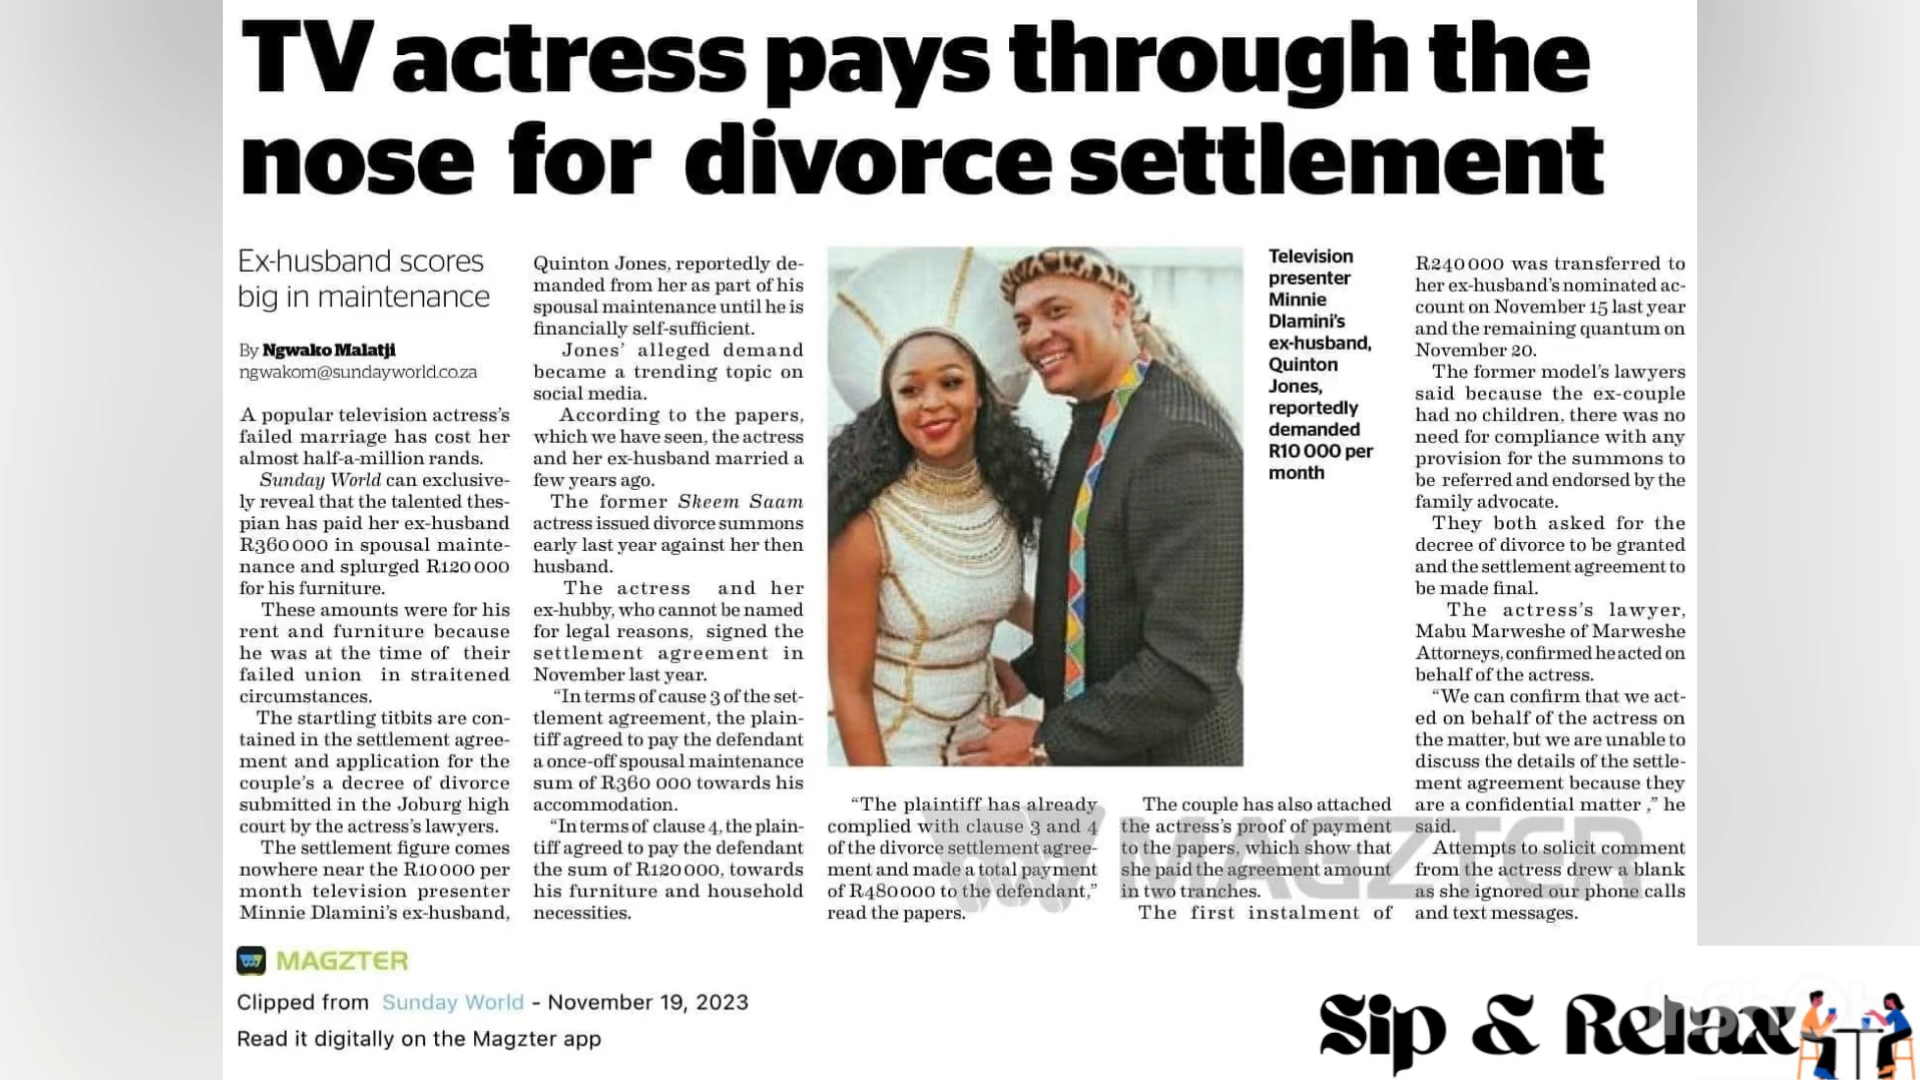 TV actress pays through the
nose for divorce settlement
Ex-husband scores
big in maintenance
By Ngwako Malatji
ngwakom@sundayworld.co.za
A popular television actress's
failed marriage has cost her
almost half-a-million rands.
Sunday World can exclusive-
ly reveal that the talented thes-
pian has paid her ex-husband
R360 000 in spousal mainte-
nance and splurged R120 000
for his furniture.
These amounts were for his
rent and furniture because
he was at the time of their
failed union in straitened
circumstances.
The startling titbits are con-
tained in the settlement agree-
ment and application for the
couple's a decree of divorce
submitted in the Joburg high
court by the actress's lawyers.
The settlement figure comes
nowhere near the R10 000 per
month television presenter
Minnie Dlamini's ex-husband,
Quinton Jones, reportedly de-
manded from her as part of his
spousal maintenance until he is
financially self-sufficient.
Jones' alleged demand
became a trending topic on
social media.
According to the papers,
which we have seen, the actress
and her ex-husband married a
few years ago.
The former Skeem Saam
actress issued divorce summons
early last year against her then
husband.
The actress and her
ex-hubby, who cannot be named
for legal reasons, signed the
settlement agreement in
November last year.
"In terms of cause 3 of the set-
tlement agreement, the plain-
tiff agreed to pay the defendant
a once-off spousal maintenance
sum of R360 000 towards his
accommodation.
"In terms of clause 4, the plain-
tiff agreed to pay the defendant
the sum of R120 000, towards
his furniture and household
necessities.
"The plaintiff has already
complied with clause 3 and 4
of the divorce settlement agree-
ment and made a total payment
of R480 000 to the defendant,"
read the papers.
The couple has also attached
the actress's proof of payment
to the papers, which show that
she paid the agreement amount
in two tranches.
The first instalment of
Television
presenter
Minnie
Dlamini's
ex-husband,
Quinton
Jones,
reportedly
demanded
R10 000 per
month
R240 000 was transferred to
her ex-husband's nominated ac-
count on November 15 last year
and the remaining quantum on
November 20.
The former model's lawyers
said because the ex-couple
had no children, there was no
need for compliance with any
provision for the summons to
be referred and endorsed by the
family advocate.
They both asked for the
decree of divorce to be granted
and the settlement agreement to
be made final.
The actress's lawyer,
Mabu Marweshe of Marweshe
Attorneys, confirmed he acted on
behalf of the actress.
"We can confirm that we act-
ed on behalf of the actress on
the matter, but we are unable to
discuss the details of the settle-
ment agreement because they
are a confidential matter ," he
said.
Attempts to solicit comment
from the actress drew a blank
as she ignored our phone calls
and text messages.
MAGZTER
MAGZTER
Clipped from Sunday World - November 19, 2023
Read it digitally on the Magzter app
Sip & Relax
InShOt